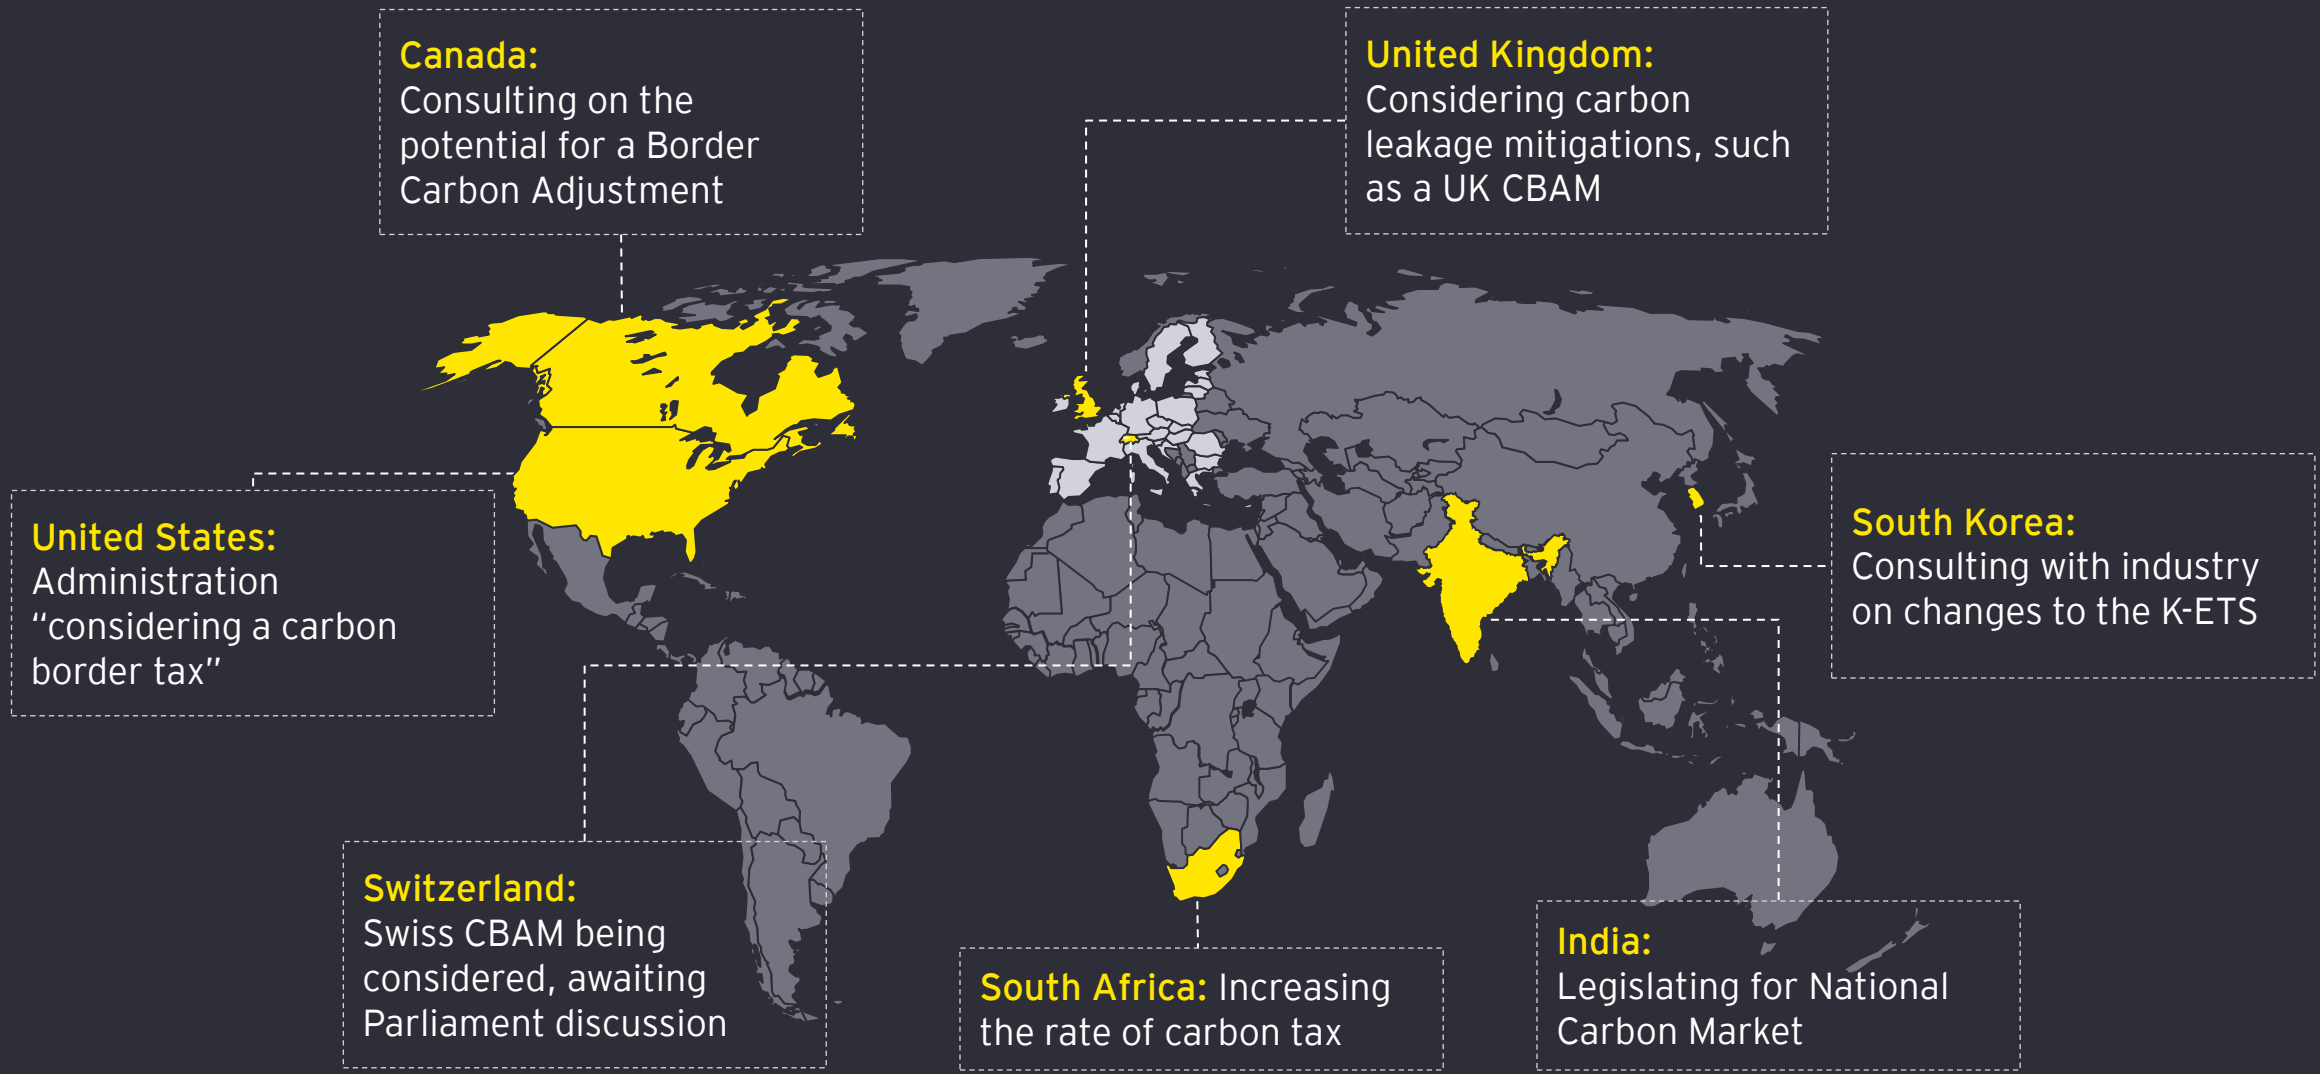 Canada:
Consulting on the
potential for a Border
Carbon Adjustment
United Kingdom:
Considering carbon
leakage mitigations, such
as a UK CBAM
United States:
Administration
“considering a carbon
border tax”
South Korea:
Consulting with industry
on changes to the K-ETS
Switzerland:
Swiss CBAM being
considered, awaiting
Parliament discussion
South Africa: Increasing
the rate of carbon tax
India:
Legislating for National
Carbon Market